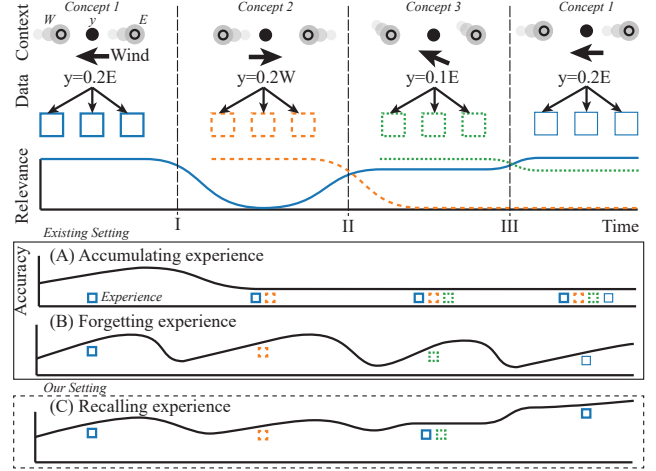 Concept 1 Concept 2 Concept 3 Concept 1
Context
W y E
Wind
Data
y=0.2E y=0.2W y=0.1E y=0.2E
Relevance
I II III Time
Existing Setting
Accuracy
(A) Accumulating experience
Experience
(B) Forgetting experience
Our Setting
(C) Recalling experience